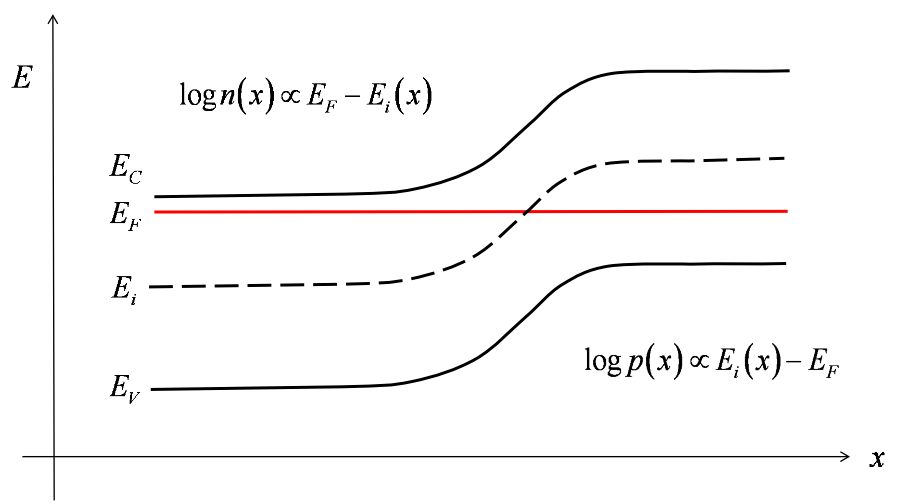 E
log n(x) ∝ E_F − E_i(x)
E_C
E_F
E_i
E_V
log p(x) ∝ E_i(x) − E_F
x